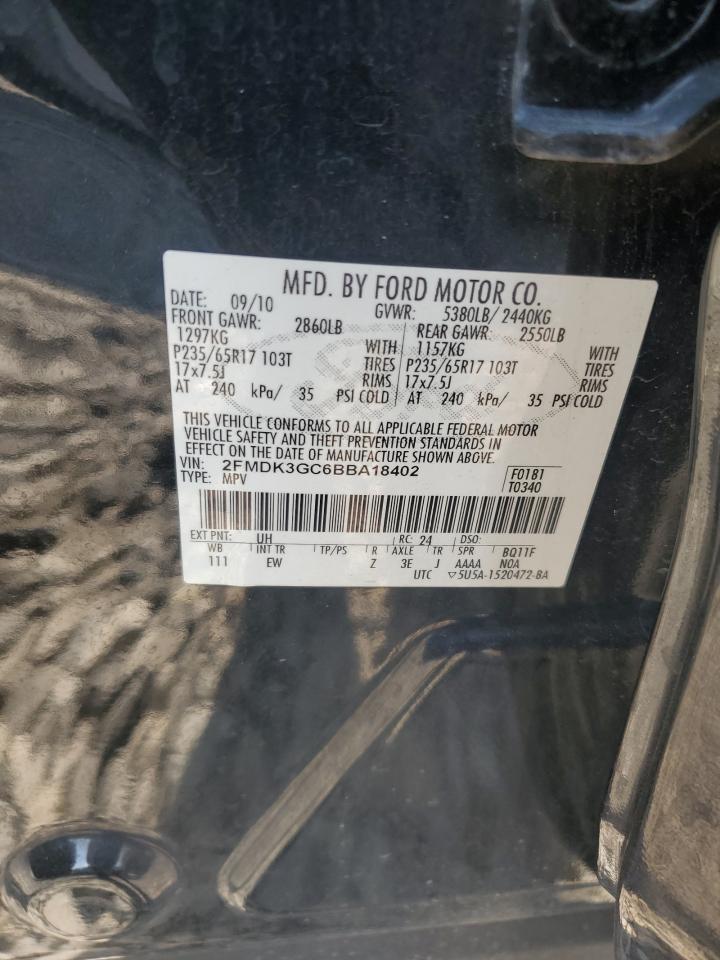 MFD. BY FORD MOTOR CO.
DATE: 09/10 GVWR: 5380LB/ 2440KG
FRONT GAWR: 2860LB REAR GAWR: 2550LB
1297KG WITH 1157KG WITH
P235/65R17 103T TIRES P235/65R17 103T TIRES
17x7.5J RIMS 17x7.5J RIMS
AT 240 kPa/ 35 PSI COLD AT 240 kPa/ 35 PSI COLD
THIS VEHICLE CONFORMS TO ALL APPLICABLE FEDERAL MOTOR
VEHICLE SAFETY AND THEFT PREVENTION STANDARDS IN
EFFECT ON THE DATE OF MANUFACTURE SHOWN ABOVE.
VIN: 2FMDK3GC6BBA18402 F0181
TYPE: MPV T0340
EXT PNT: UH RC: 24 DSO:
WB INT TR TP/PS R AXLE TR SPR BQ11F
111 EW Z 3E J AAAA NOA
UTC ▽5U5A-1520472-BA